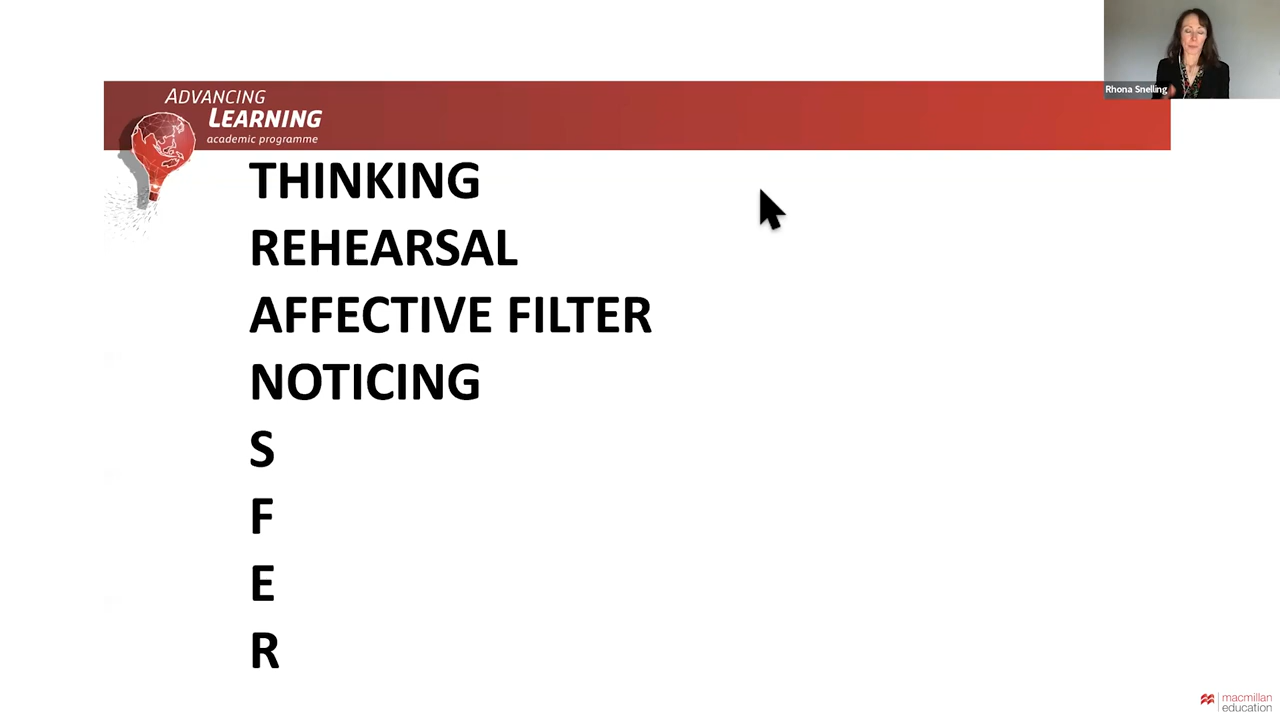 Rhona Snelling
ADVANCING
LEARNING
academic programme
THINKING
REHEARSAL
AFFECTIVE FILTER
NOTICING
S
F
E
R
macmillan
education